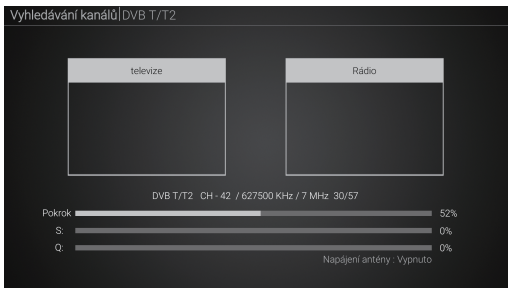 Vyhledávání kanálů|DVB T/T2
televize
Rádio
DVB T/T2 CH - 42 / 627500 KHz / 7 MHz 30/57
Pokrok 52%
S: 0%
Q: 0%
Napájení antény : Vypnuto